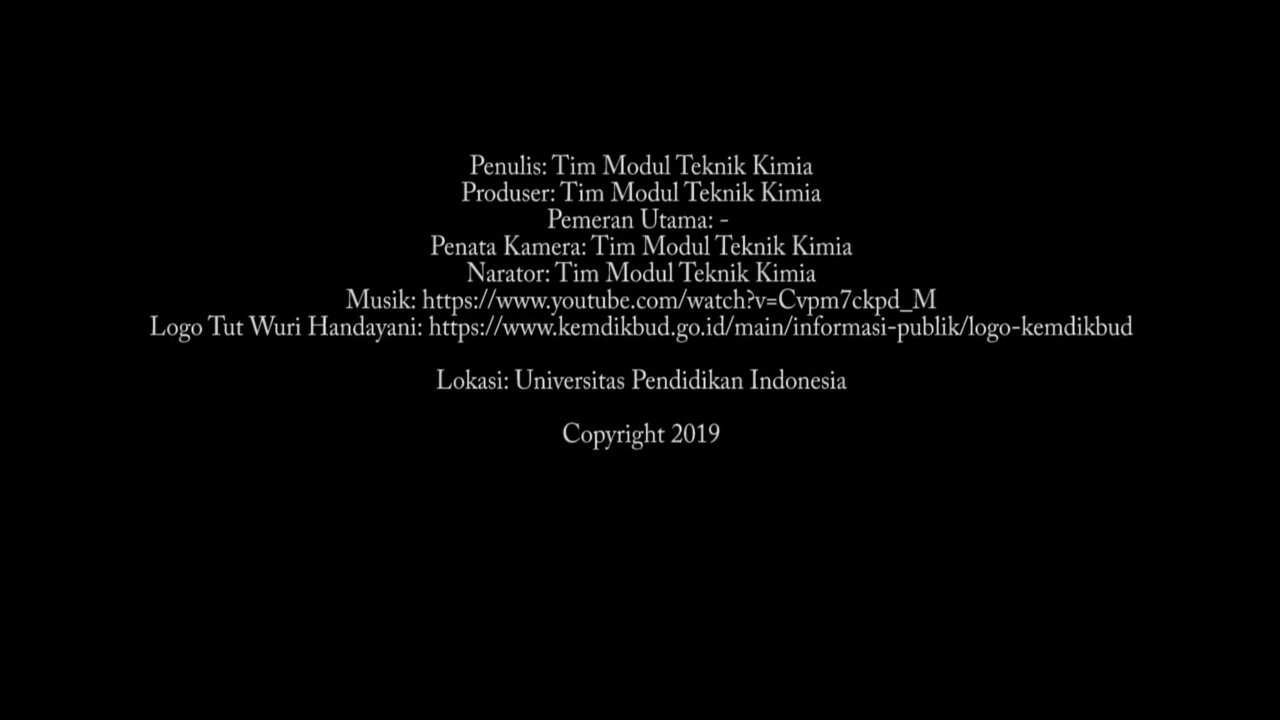 Penulis: Tim Modul Teknik Kimia
Produser: Tim Modul Teknik Kimia
Pemeran Utama: -
Penata Kamera: Tim Modul Teknik Kimia
Narator: Tim Modul Teknik Kimia
Musik: https://www.youtube.com/watch?v=Cvpm7ckpd_M
Logo Tut Wuri Handayani: https://www.kemdikbud.go.id/main/informasi-publik/logo-kemdikbud
Lokasi: Universitas Pendidikan Indonesia
Copyright 2019